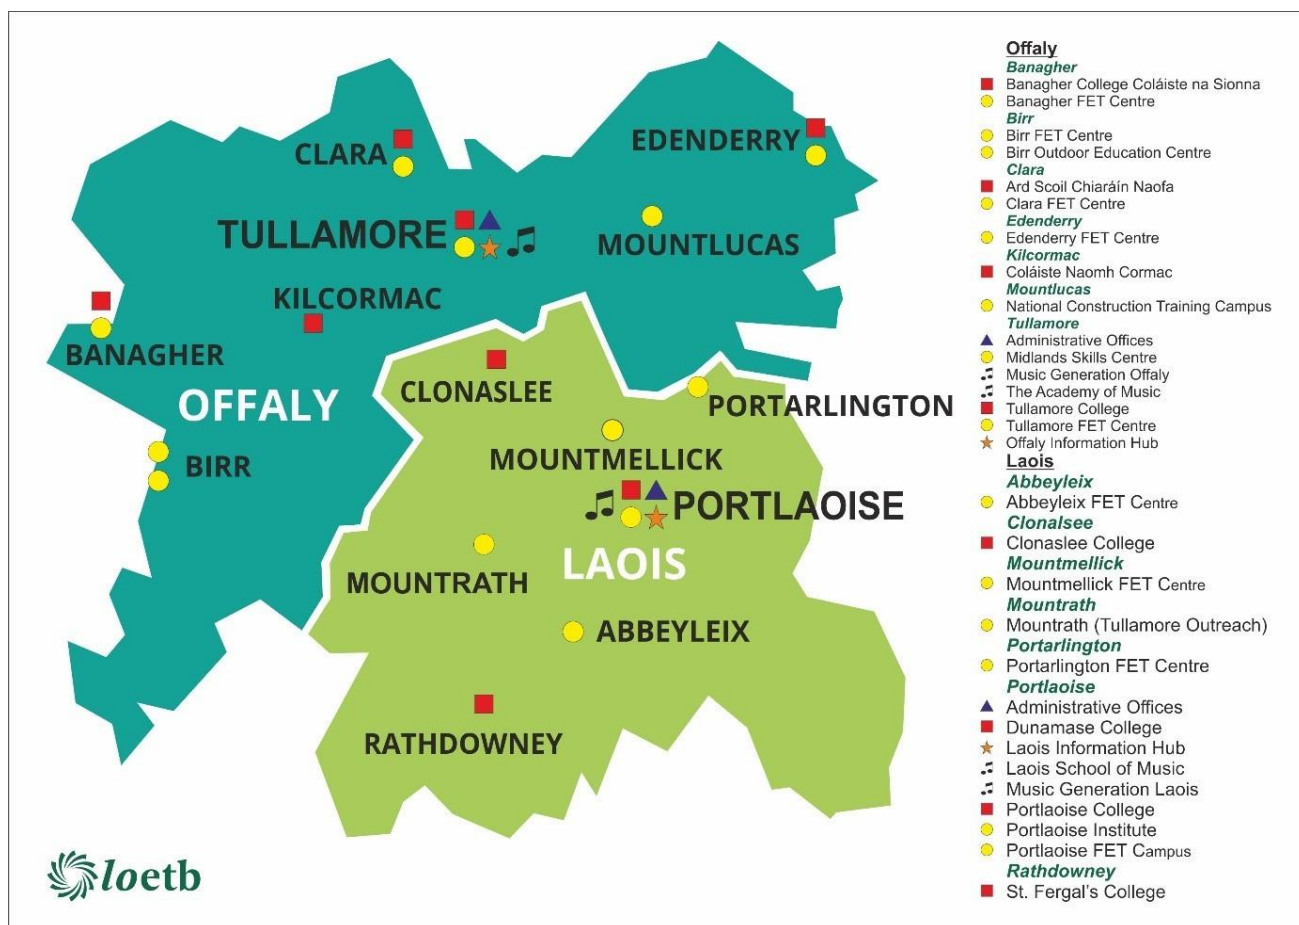 CLARA
EDENDERRY
TULLAMORE
MOUNTLUCAS
KILCORMAC
BANAGHER
OFFALY
CLONASLEE
PORTARLINGTON
BIRR
MOUNTMELLICK
PORTLAOISE
LAOIS
MOUNTRATH
ABBEYLEIX
RATHDOWNEY
loetb
Offaly
Banagher
Banagher College Coláiste na Sionna
Banagher FET Centre
Birr
Birr FET Centre
Birr Outdoor Education Centre
Clara
Ard Scoil Chiaráín Naofa
Clara FET Centre
Edenderry
Edenderry FET Centre
Kilcormac
Coláiste Naomh Cormac
Mountlucas
National Construction Training Campus
Tullamore
Administrative Offices
Midlands Skills Centre
Music Generation Offaly
The Academy of Music
Tullamore College
Tullamore FET Centre
Offaly Information Hub
Laois
Abbeyleix
Abbeyleix FET Centre
Clonalsee
Clonaslee College
Mountmellick
Mountmellick FET Centre
Mountrath
Mountrath (Tullamore Outreach)
Portarlington
Portarlington FET Centre
Portlaoise
Administrative Offices
Dunamase College
Laois Information Hub
Laois School of Music
Music Generation Laois
Portlaoise College
Portlaoise Institute
Portlaoise FET Campus
Rathdowney
St. Fergal's College